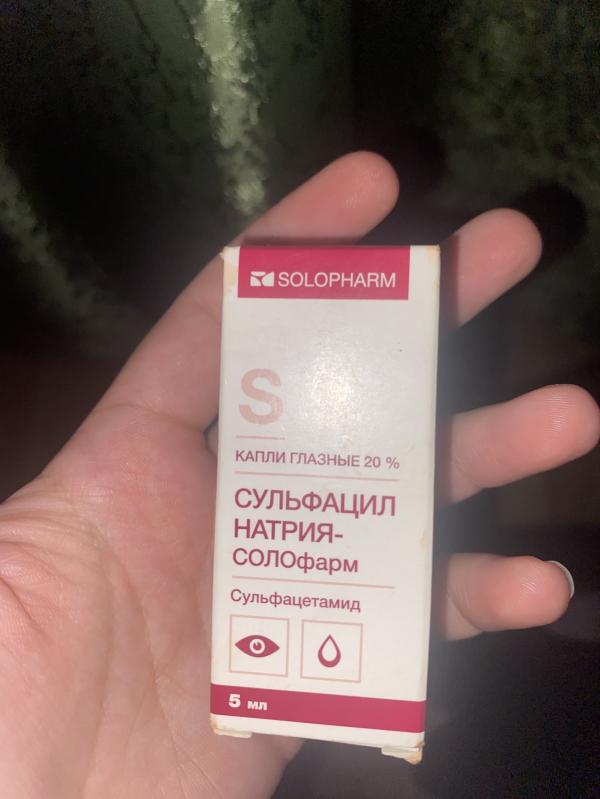 SOLOPHARM
S
КАПЛИ ГЛАЗНЫЕ 20 %
СУЛЬФАЦИЛ
НАТРИЯ-
СОЛОфарм
Сульфацетамид
5 мл